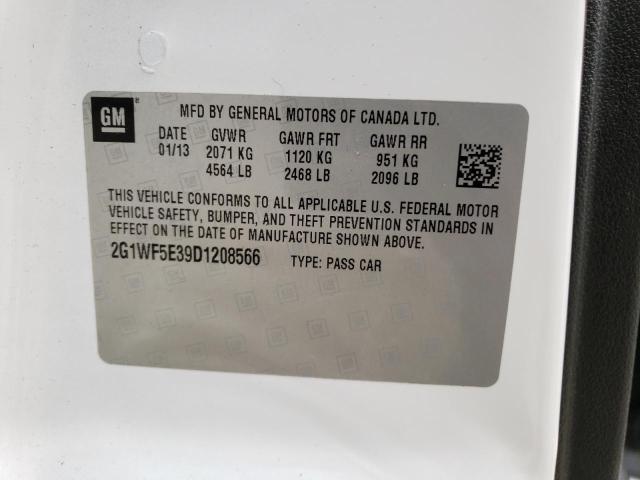 GM
MFD BY GENERAL MOTORS OF CANADA LTD.
DATE GVWR GAWR FRT GAWR RR
01/13 2071 KG 1120 KG 951 KG
4564 LB 2468 LB 2096 LB
THIS VEHICLE CONFORMS TO ALL APPLICABLE U.S. FEDERAL MOTOR
VEHICLE SAFETY, BUMPER, AND THEFT PREVENTION STANDARDS IN
EFFECT ON THE DATE OF MANUFACTURE SHOWN ABOVE.
2G1WF5E39D1208566 TYPE: PASS CAR